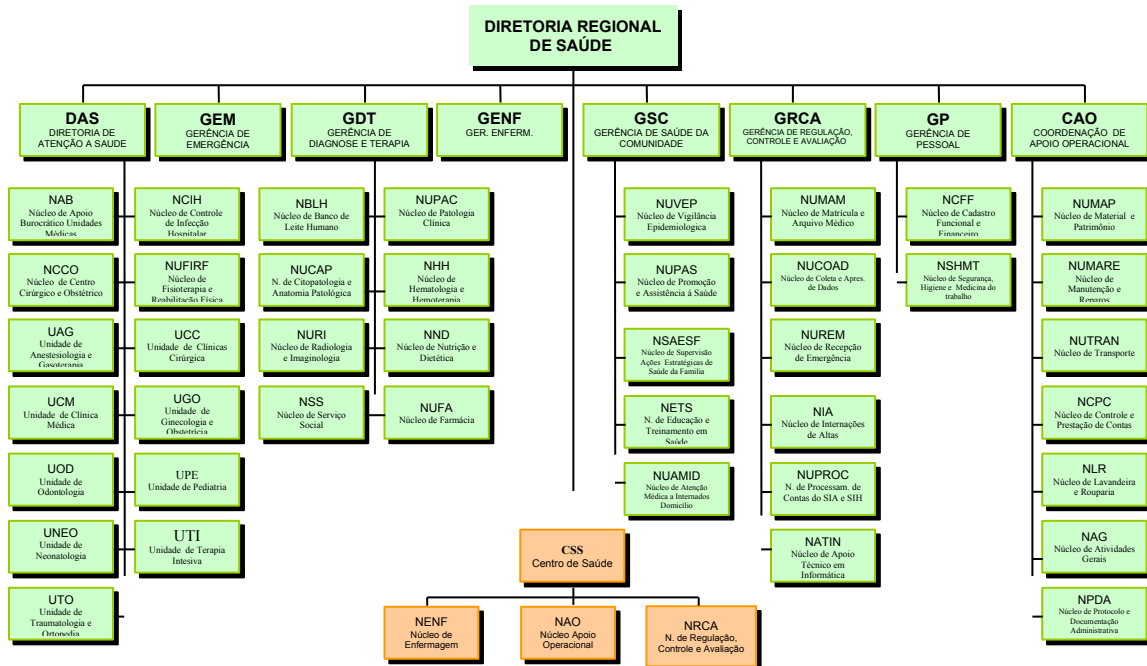 DIRETORIA REGIONAL
DE SAÚDE
DAS
DIRETORIA DE
ATENÇÃO A SAUDE
GEM
GERÊNCIA DE
EMERGÊNCIA
GDT
GERÊNCIA DE
DIAGNOSE E TERAPIA
GENF
GER. ENFERM.
GSC
GERÊNCIA DE SAÚDE DA
COMUNIDADE
GRCA
GERÊNCIA DE REGULAÇÃO,
CONTROLE E AVALIAÇÃO
GP
GERÊNCIA DE
PESSOAL
CAO
COORDENAÇÃO DE
APOIO OPERACIONAL
NAB
Núcleo de Apoio
Burocrático Unidades
Médicas
NCIH
Núcleo de Controle
de Infecção
Hospitalar
NCCO
Núcleo de Centro
Cirúrgico e Obstétrico
NUFIRF
Núcleo de
Fisioterapia e
Reabilitação Física
UAG
Unidade de
Anestesiologia e
Gasoterapia
UCC
Unidade de Clínicas
Cirúrgica
UCM
Unidade de Clínica
Médica
UGO
Unidade de
Ginecologia e
Obstetrícia
UOD
Unidade de
Odontologia
UPE
Unidade de Pediatria
UNEO
Unidade de
Neonatologia
UTI
Unidade de Terapia
Intesiva
UTO
Unidade de
Traumatologia e
Ortopedia
NBLH
Núcleo de Banco de
Leite Humano
NUPAC
Núcleo de Patologia
Clínica
NUCAP
N. de Citopatologia e
Anatomia Patológica
NHH
Núcleo de
Hematologia e
Hemoterapia
NURI
Núcleo de Radiologia
e Imaginologia
NND
Núcleo de Nutrição e
Dietética
NSS
Núcleo de Serviço
Social
NUFA
Núcleo de Farmácia
NUVEP
Núcleo de Vigilância
Epidemiologica
NUPAS
Núcleo de Promoção
e Assistência à Saúde
NSAESF
Núcleo de Supervisão
Ações Estratégicas de
Saúde da Família
NETS
N. de Educação e
Treinamento em
Saúde
NUAMID
Núcleo de Atenção
Médica a Internados
Domicílio
NUMAM
Núcleo de Matrícula e
Arquivo Médico
NUCOAD
Núcleo de Coleta e Apres.
de Dados
NUREM
Núcleo de Recepção
de Emergência
NIA
Núcleo de Internações
de Altas
NUPROC
N. de Processam. de
Contas do SIA e SIH
NATIN
Núcleo de Apoio
Técnico em
Informática
NCFF
Núcleo de Cadastro
Funcional e
Financeiro
NSHMT
Núcleo de Segurança,
Higiene e Medicina do
trabalho
NUMAP
Núcleo de Material e
Patrimônio
NUMARE
Núcleo de
Manutenção e
Reparos
NUTRAN
Núcleo de Transporte
NCPC
Núcleo de Controle e
Prestação de Contas
NLR
Núcleo de Lavanderia
e Rouparia
NAG
Núcleo de Atividades
Gerais
NPDA
Núcleo de Protocolo e
Documentação
Administrativa
CSS
Centro de Saúde
NENF
Núcleo de
Enfermagem
NAO
Núcleo Apoio
Operacional
NRCA
N. de Regulação,
Controle e Avaliação